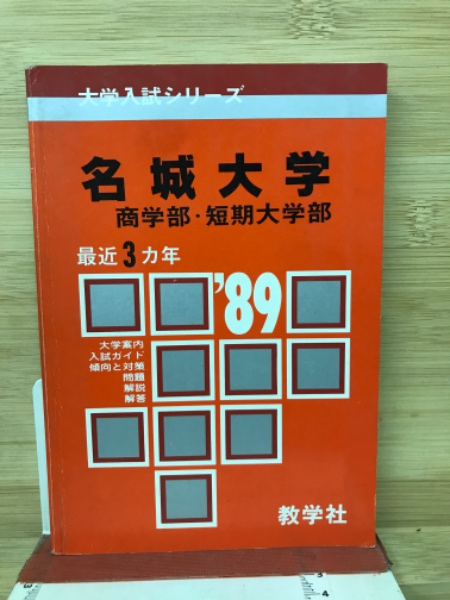 大学入試シリーズ
名城大学
商学部・短期大学部
最近3カ年
'89
大学案内
入試ガイド
傾向と対策
問題
解説
解答
教学社
3
4